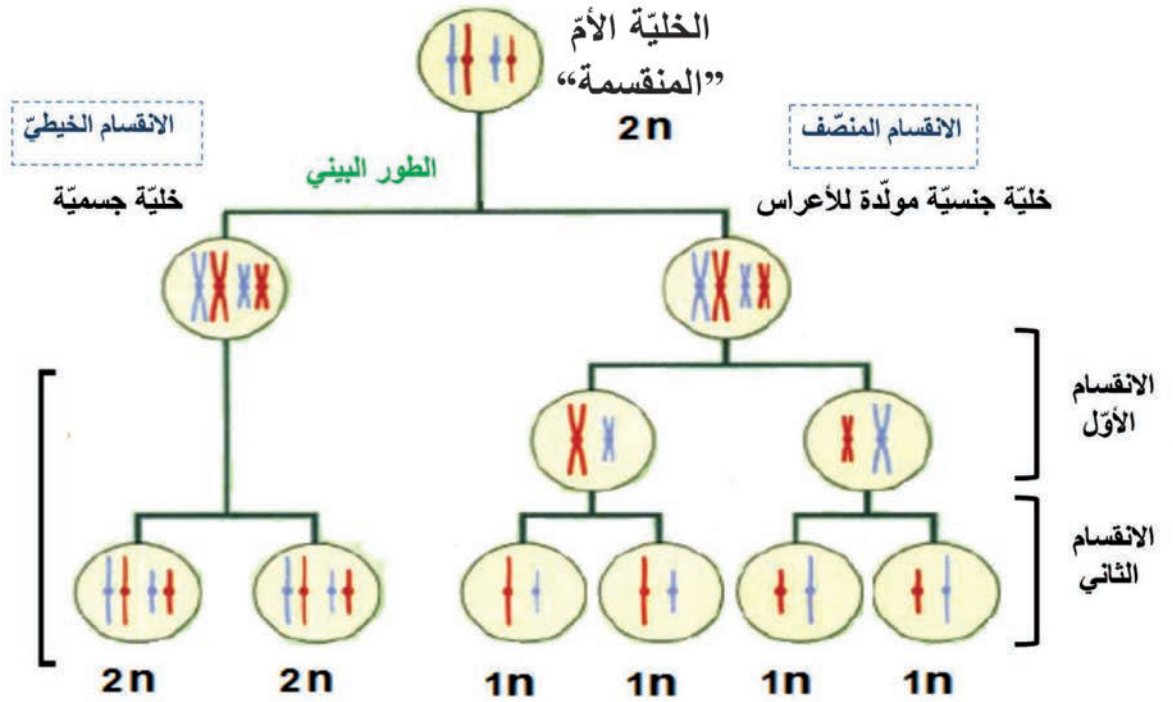 الخليّة الأمّ
”المنقسمة“
2n
الانقسام المنصّف
الانقسام الخيطيّ
الطور البيني
خليّة جنسيّة مولّدة للأعراس
خليّة جسميّة
الانقسام
الأوّل
الانقسام
الثاني
2n 2n 1n 1n 1n 1n